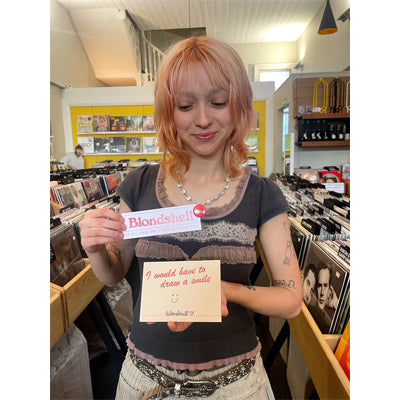 Blondshell
I would have to
draw a smile
Blondshell